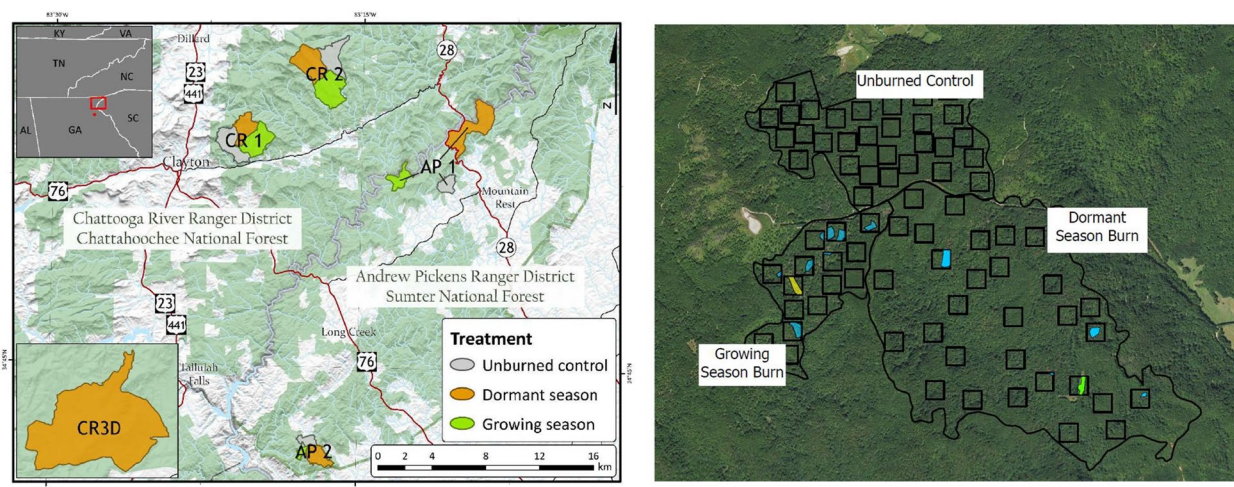 83°30'W
83°15'W
KY
VA
TN
NC
AL
GA
SC
Dillard
23
441
CR 2
28
N
CR 1
Clayton
AP 1
76
Mountain
Rest
Chattooga River Ranger District
Chattahoochee National Forest
28
Andrew Pickens Ranger District
Sumter National Forest
23
441
Long Creek
76
Tallulah
Falls
34°45'N
CR3D
AP 2
Treatment
Unburned control
Dormant season
Growing season
0 2 4 8 12 16
km
Unburned Control
Dormant
Season Burn
Growing
Season Burn